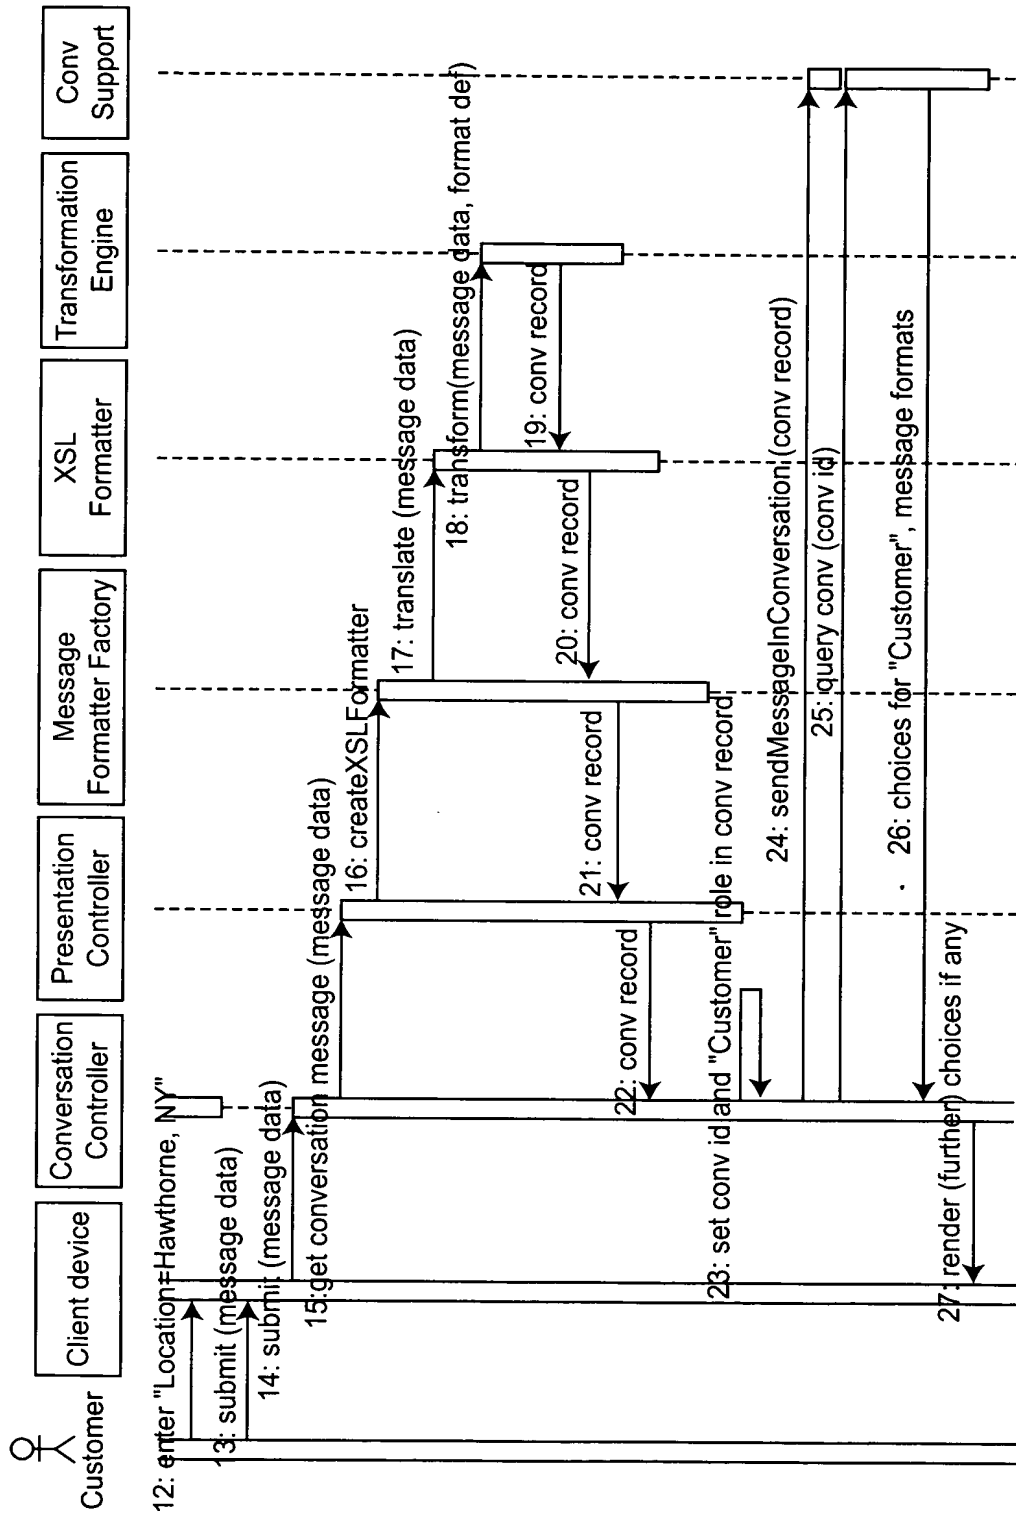 Customer
Client device
Conversation
Controller
Presentation
Controller
Message
Formatter Factory
XSL
Formatter
Transformation
Engine
Conv
Support
12: enter "Location=Hawthorne, NY"
13: submit (message data)
14: submit (message data)
15:get conversation message (message data)
16: createXSLFormatter
17: translate (message data)
18: transform(message data, format def)
19: conv record
20: conv record
21: conv record
22: conv record
23: set conv id and "Customer" role in conv record
24: sendMessageInConversation (conv record)
25: query conv (conv id)
26: choices for "Customer", message formats
27: render (further) choices if any